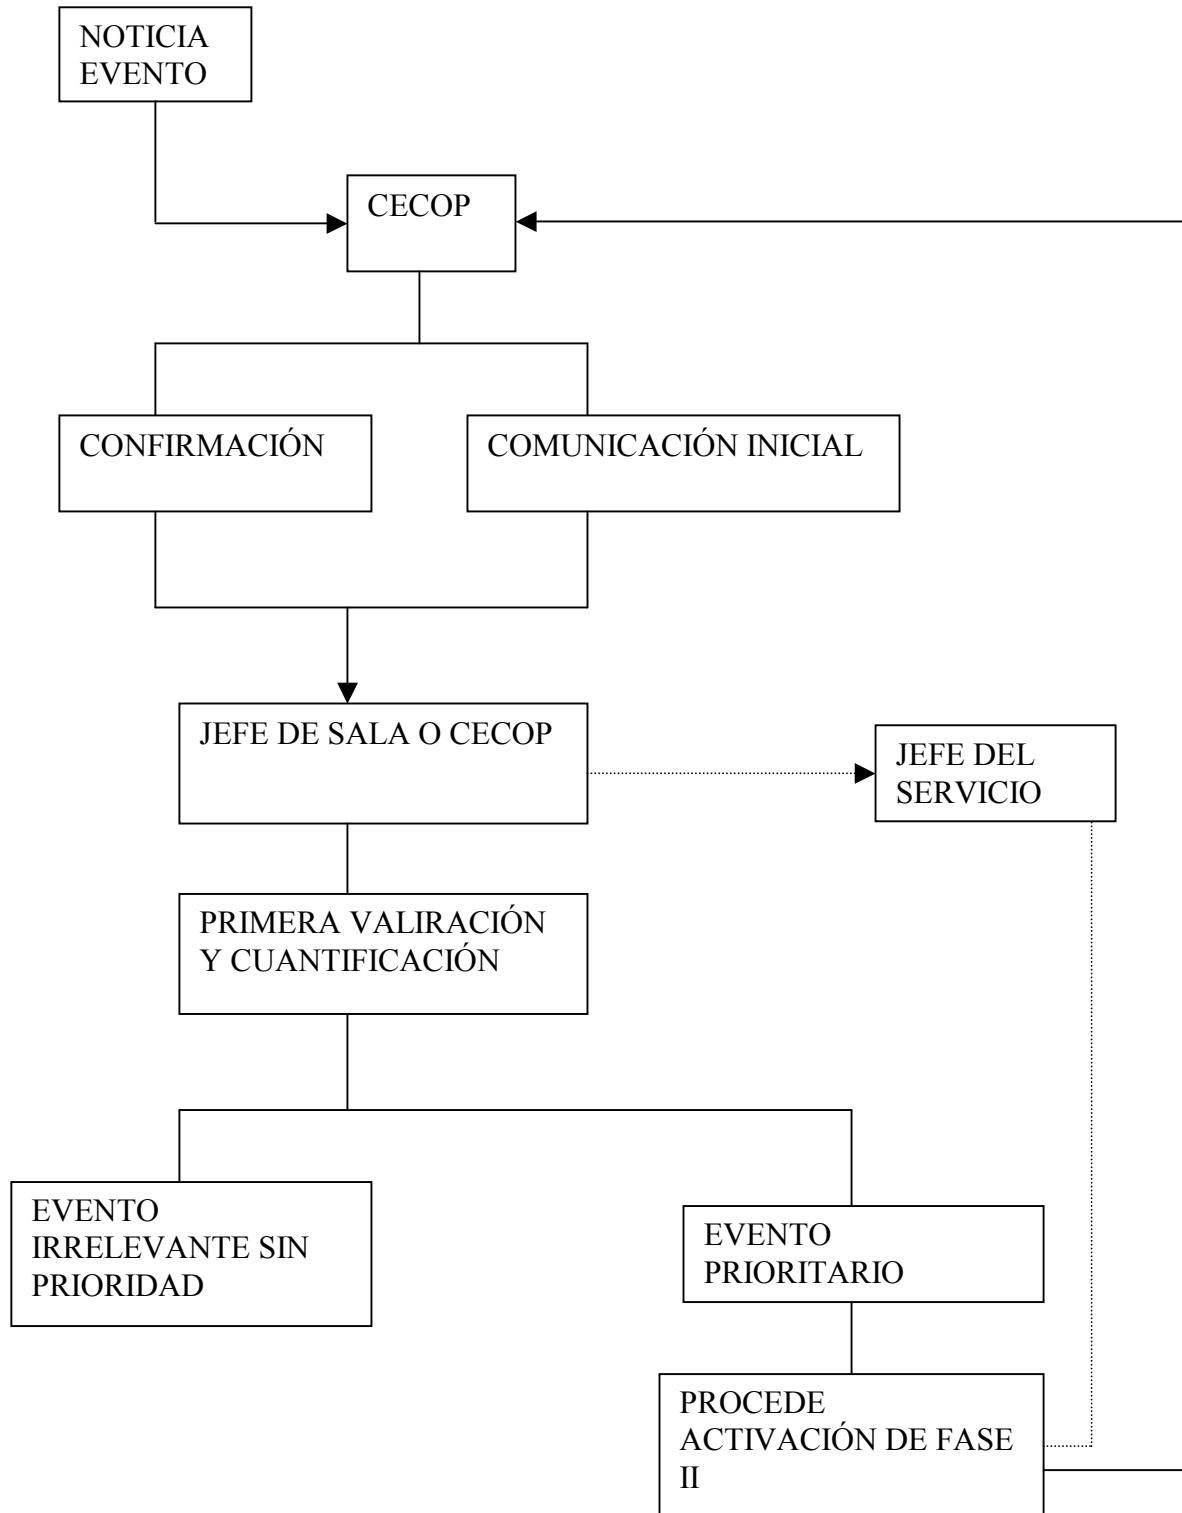 NOTICIA
EVENTO
CECOP
CONFIRMACIÓN
COMUNICACIÓN INICIAL
JEFE DE SALA O CECOP
JEFE DEL
SERVICIO
PRIMERA VALIRACIÓN
Y CUANTIFICACIÓN
EVENTO
IRRELEVANTE SIN
PRIORIDAD
EVENTO
PRIORITARIO
PROCEDE
ACTIVACIÓN DE FASE
II